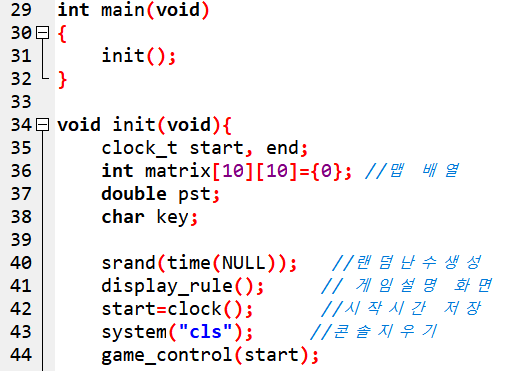 29 int main(void)
30 {
31     init();
32 }
33
34 void init(void){
35     clock_t start, end;
36     int matrix[10][10]={0}; //맵 배열
37     double pst;
38     char key;
39
40     srand(time(NULL));   //랜덤난수생성
41     display_rule();     // 게임설명 화면
42     start=clock();      //시작시간 저장
43     system("cls");     //콘솔지우기
44     game_control(start);